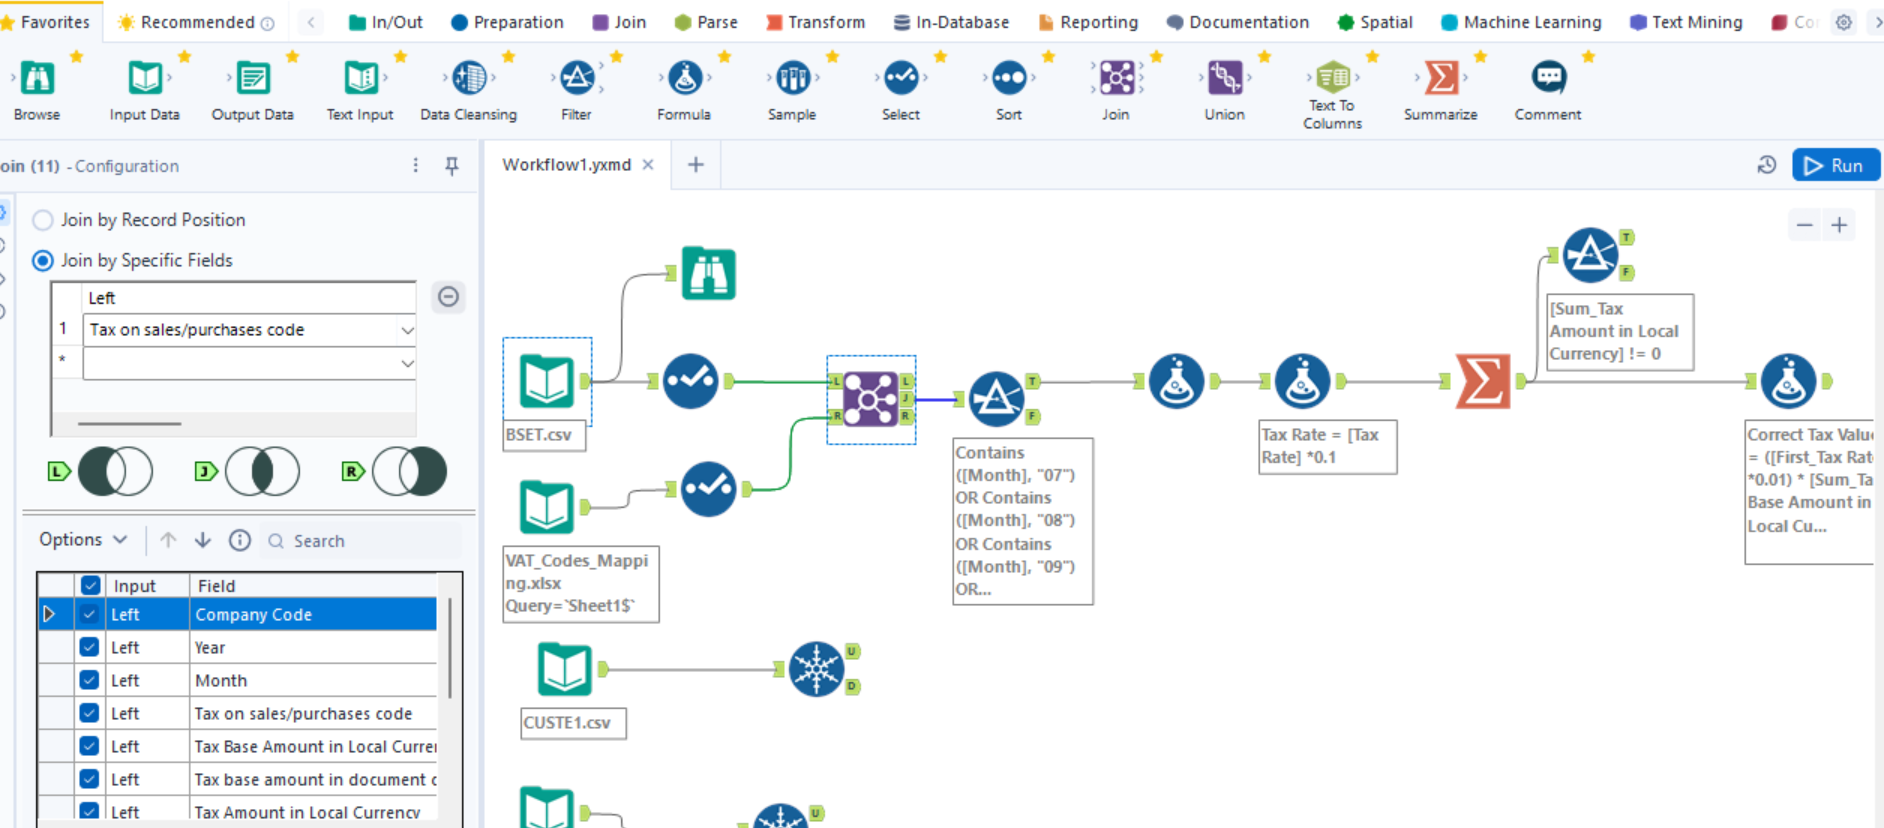 Favorites
Recommended
In/Out
Preparation
Join
Parse
Transform
In-Database
Reporting
Documentation
Spatial
Machine Learning
Text Mining
Co
Browse
Input Data
Output Data
Text Input
Data Cleansing
Filter
Formula
Sample
Select
Sort
Join
Union
Text To
Columns
Summarize
Comment
oin (11) - Configuration
Workflow1.yxmd
Run
Join by Record Position
Join by Specific Fields
Left
1 Tax on sales/purchases code
*
L
J
R
Options
Search
Input Field
Left Company Code
Left Year
Left Month
Left Tax on sales/purchases code
Left Tax Base Amount in Local Curre
Left Tax base amount in document c
Left Tax Amount in Local Currency
BSET.csv
VAT_Codes_Mappi
ng.xlsx
Query=`Sheet1$`
L
R
L
J
R
T
F
Contains
([Month], "07")
OR Contains
([Month], "08")
OR Contains
([Month], "09")
OR...
Tax Rate = [Tax
Rate] *0.1
T
F
[Sum_Tax
Amount in Local
Currency] != 0
Correct Tax Valu
= ([First_Tax Rat
*0.01) * [Sum_Ta
Base Amount in
Local Cu...
CUSTE1.csv
U
D
U